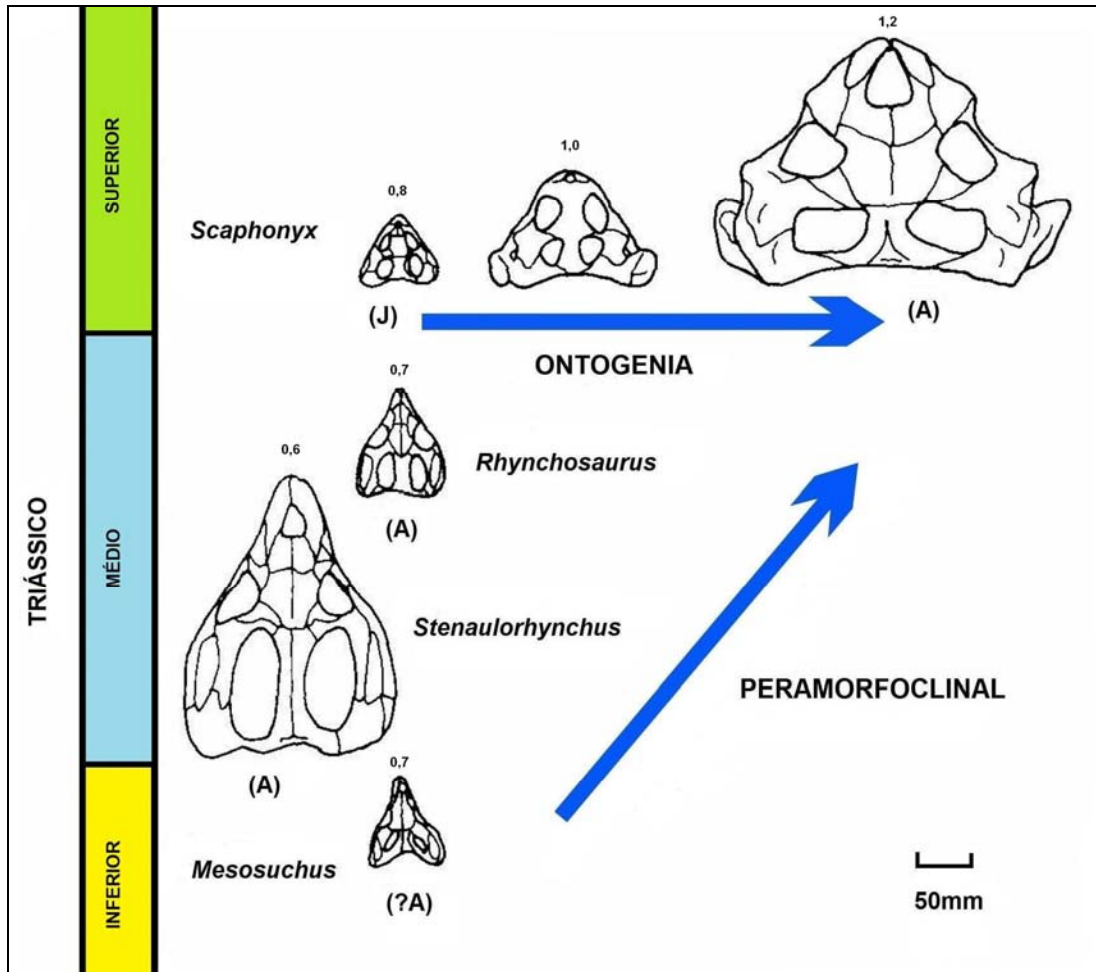 TRIÁSSICO
SUPERIOR
MÉDIO
INFERIOR
1,2
1,0
0,8
Scaphonyx
(J)
(A)
ONTOGENIA
0,7
Rhynchosaurus
(A)
0,6
Stenaulorhynchus
(A)
PERAMORFOCLINAL
0,7
Mesosuchus
(?A)
50mm